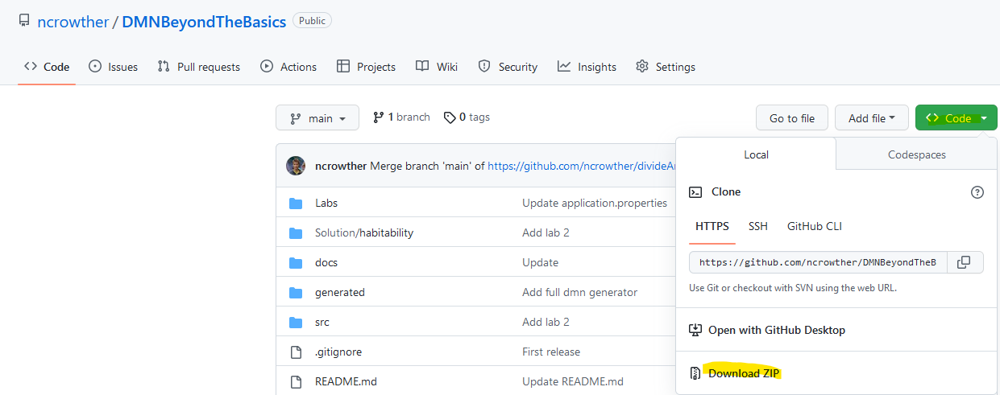 ncrowther / DMNBeyondTheBasics Public
Code Issues Pull requests Actions Projects Wiki Security Insights Settings
main 1 branch 0 tags Go to file Add file Code
Local Codespaces
ncrowther Merge branch 'main' of https://github.com/ncrowther/divideAn
Clone
Labs Update application.properties
HTTPS SSH GitHub CLI
Solution/habitability Add lab 2
docs Update
https://github.com/ncrowther/DMNBeyondTheB
Use Git or checkout with SVN using the web URL.
generated Add full dmn generator
src Add lab 2
Open with GitHub Desktop
.gitignore First release
Download ZIP
README.md Update README.md